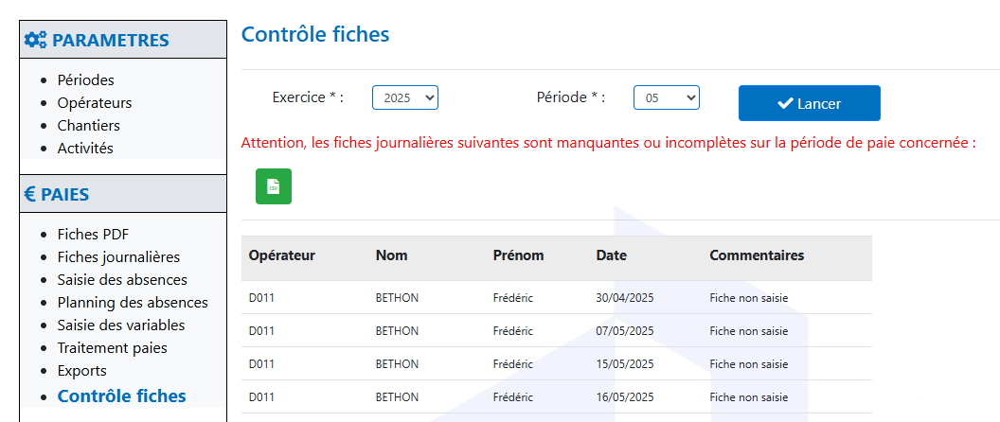 PARAMETRES
Périodes
Opérateurs
Chantiers
Activités
€ PAIES
Fiches PDF
Fiches journalières
Saisie des absences
Planning des absences
Saisie des variables
Traitement paies
Exports
Contrôle fiches
Contrôle fiches
Exercice * : 2025 Période * : 05 Lancer
Attention, les fiches journalières suivantes sont manquantes ou incomplètes sur la période de paie concernée :
CSV
Opérateur Nom Prénom Date Commentaires
D011 BETHON Frédéric 30/04/2025 Fiche non saisie
D011 BETHON Frédéric 07/05/2025 Fiche non saisie
D011 BETHON Frédéric 15/05/2025 Fiche non saisie
D011 BETHON Frédéric 16/05/2025 Fiche non saisie